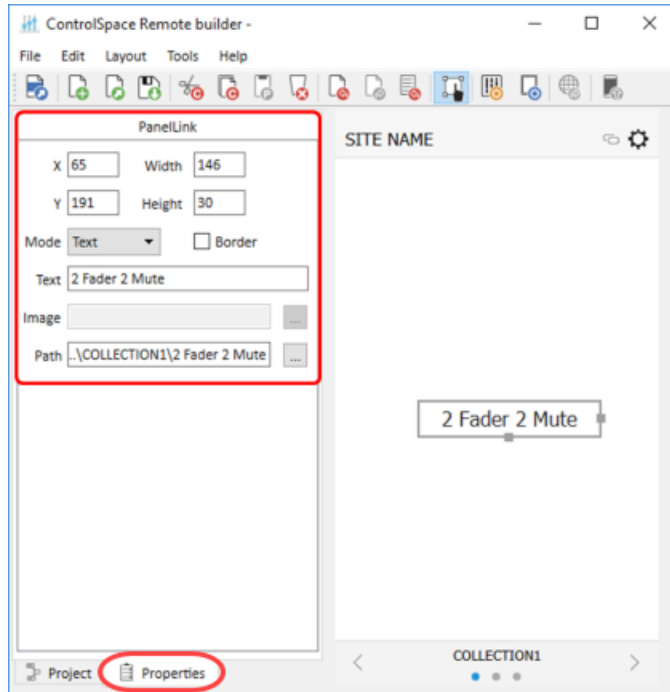 ControlSpace Remote builder -
File Edit Layout Tools Help
PanelLink
X 65 Width 146
Y 191 Height 30
Mode Text Border
Text 2 Fader 2 Mute
Image ...
Path ..\COLLECTION1\2 Fader 2 Mute ...
Project Properties
SITE NAME
2 Fader 2 Mute
COLLECTION1